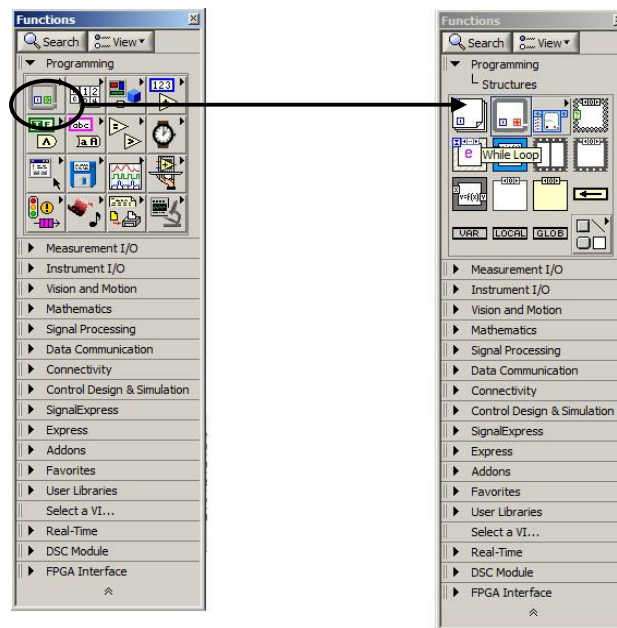 Functions
Search View
Programming
Measurement I/O
Instrument I/O
Vision and Motion
Mathematics
Signal Processing
Data Communication
Connectivity
Control Design & Simulation
SignalExpress
Express
Addons
Favorites
User Libraries
Select a VI...
Real-Time
DSC Module
FPGA Interface
Functions
Search View
Programming
Structures
While Loop
VAR LOCAL GLOB
Measurement I/O
Instrument I/O
Vision and Motion
Mathematics
Signal Processing
Data Communication
Connectivity
Control Design & Simulation
SignalExpress
Express
Addons
Favorites
User Libraries
Select a VI...
Real-Time
DSC Module
FPGA Interface